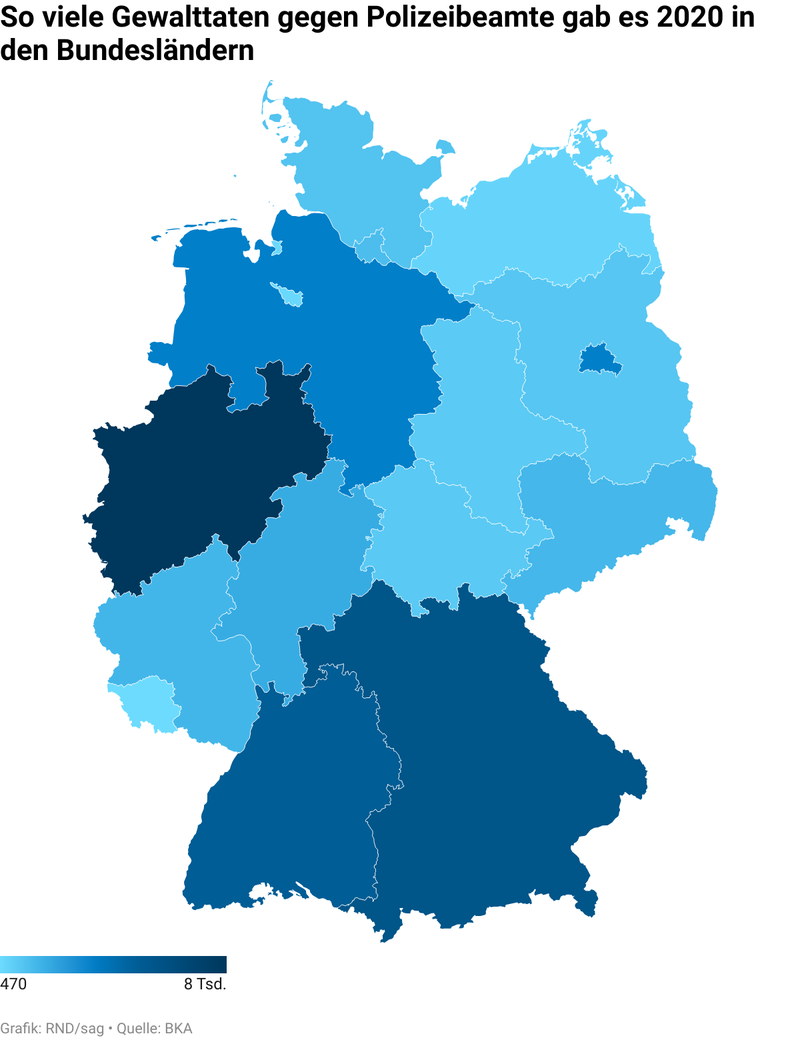 So viele Gewalttaten gegen Polizeibeamte gab es 2020 in
den Bundesländern
470 8 Tsd.
Grafik: RND/sag • Quelle: BKA